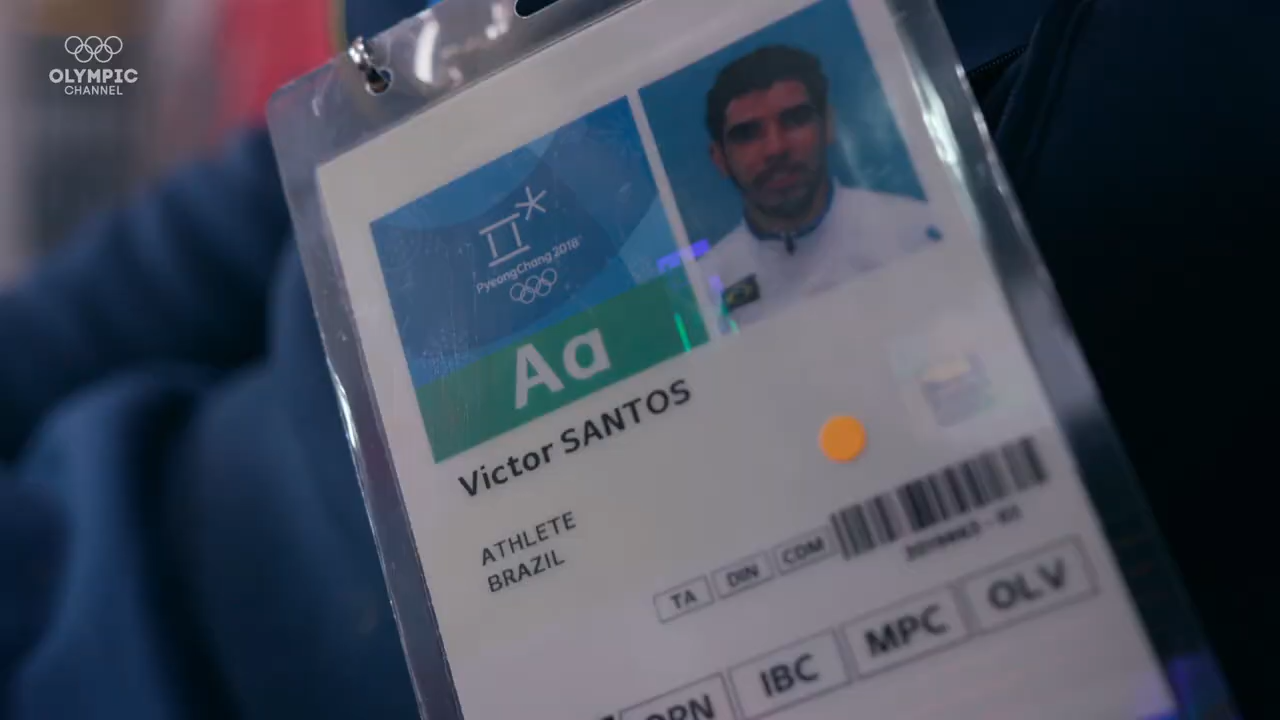 OLYMPIC
CHANNEL
PyeongChang 2018
Aa
Victor SANTOS
ATHLETE
BRAZIL
TA DIN COM
IBC MPC OLV